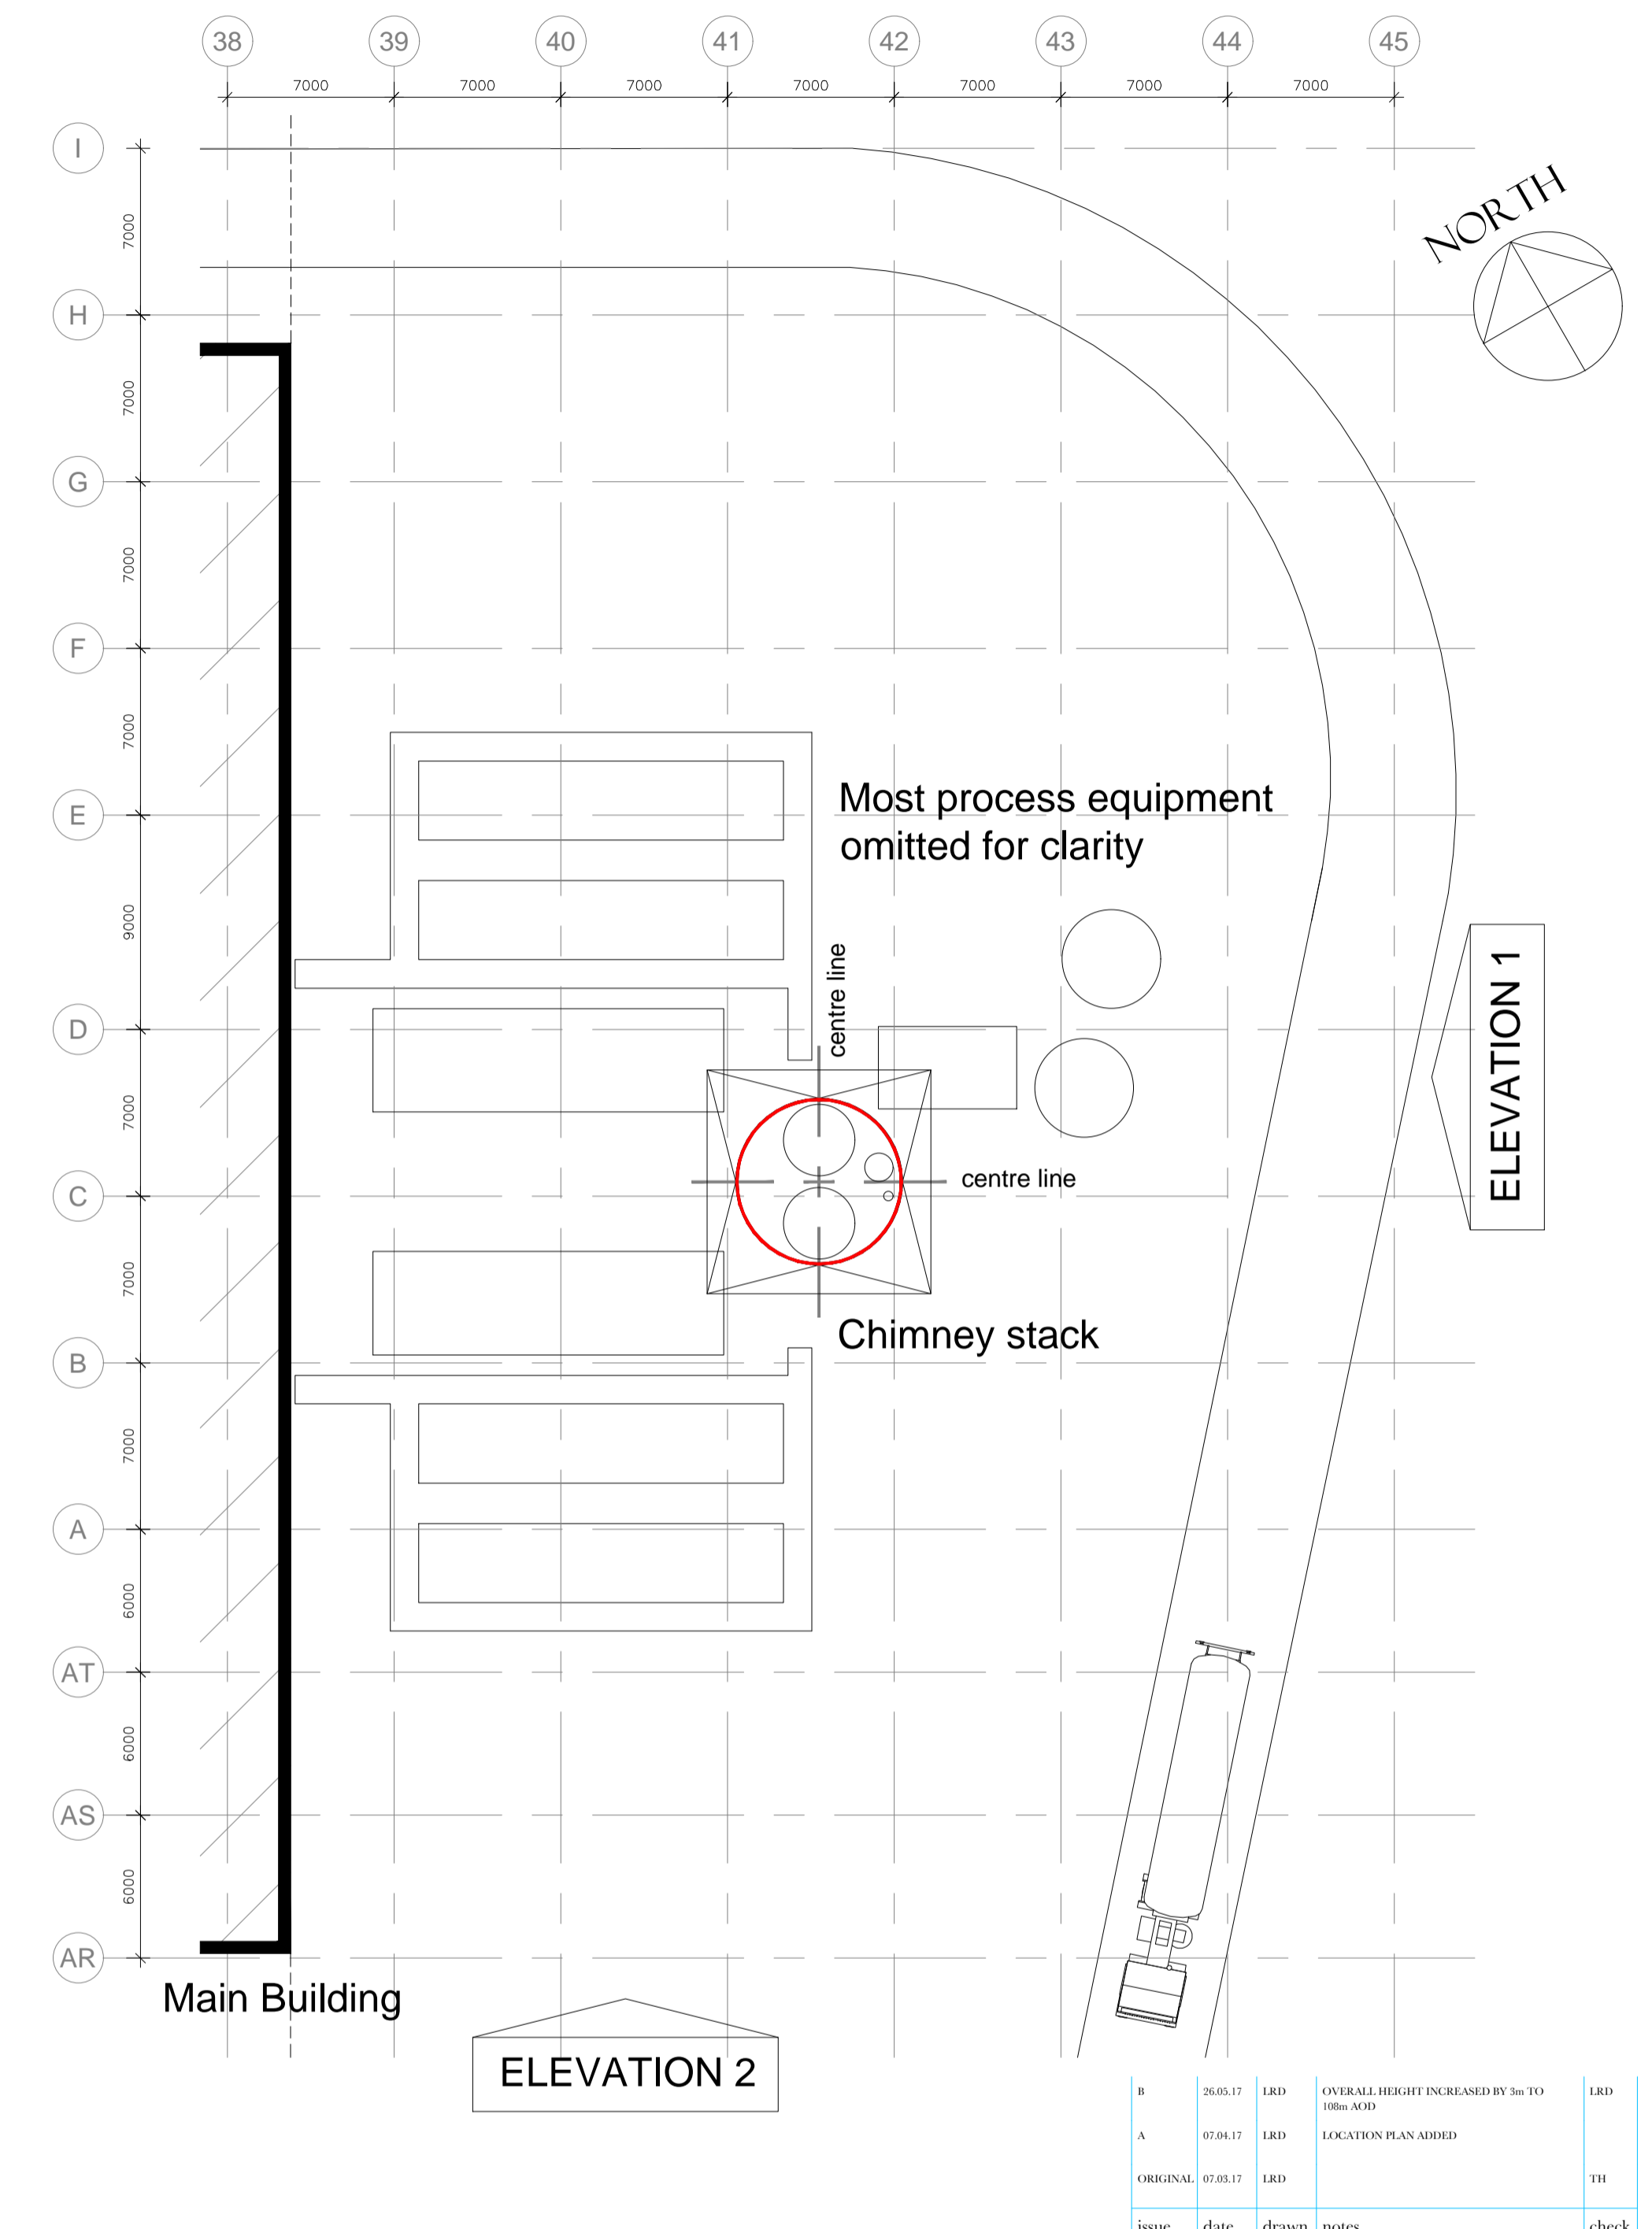 38 39 40 41 42 43 44 45
7000 7000 7000 7000 7000 7000 7000
I
7000
NORTH
H
7000
G
7000
F
7000
E
Most process equipment
omitted for clarity
9000
centre line
ELEVATION 1
D
7000
centre line
C
7000
Chimney stack
B
7000
A
6000
AT
6000
AS
6000
AR
Main Building
ELEVATION 2
B 26.05.17 LRD OVERALL HEIGHT INCREASED BY 3m TO LRD
108m AOD
A 07.04.17 LRD LOCATION PLAN ADDED
ORIGINAL 07.03.17 LRD TH
issue date drawn notes check